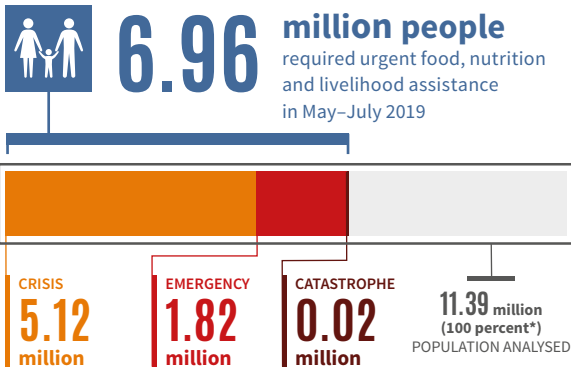 6.96
million people
required urgent food, nutrition
and livelihood assistance
in May–July 2019
CRISIS
5.12
million
EMERGENCY
1.82
million
CATASTROPHE
0.02
million
11.39 million
(100 percent*)
POPULATION ANALYSED